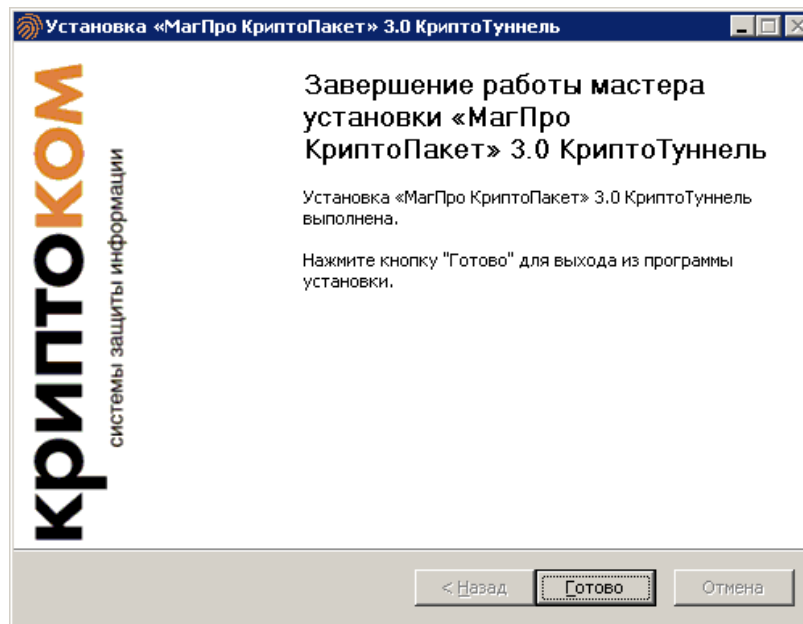 Установка «МагПро КриптоПакет» 3.0 КриптоТуннель
криптоком
системы защиты информации
Завершение работы мастера
установки «МагПро
КриптоПакет» 3.0 КриптоТуннель
Установка «МагПро КриптоПакет» 3.0 КриптоТуннель
выполнена.
Нажмите кнопку "Готово" для выхода из программы
установки.
< Назад
Готово
Отмена